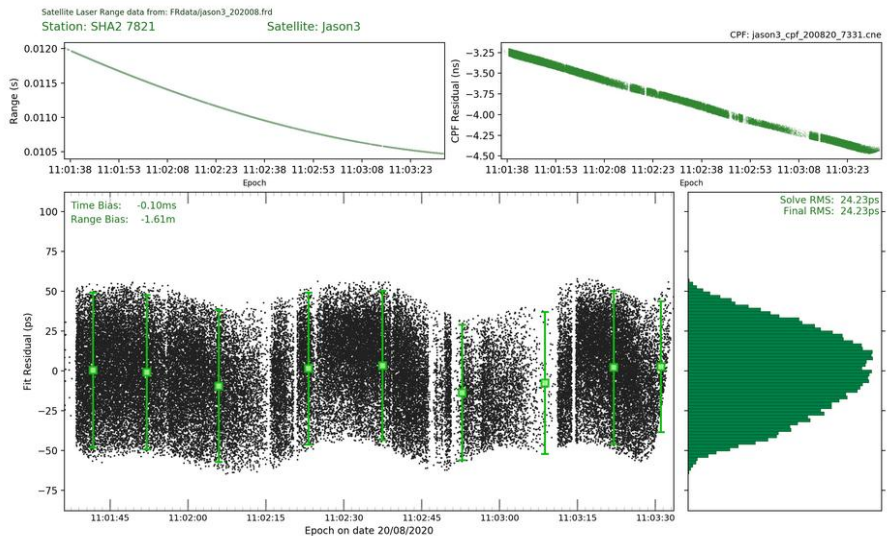 Satellite Laser Range data from: FRdata/jason3_202008.frd
Station: SHA2 7821 Satellite: Jason3
CPF: jason3_cpf_200820_7331.cne
Range (s)
0.0120
0.0115
0.0110
0.0105
11:01:38 11:01:53 11:02:08 11:02:23 11:02:38 11:02:53 11:03:08 11:03:23
Epoch
CPF Residual (ns)
−3.25
−3.50
−3.75
−4.00
−4.25
−4.50
11:01:38 11:01:53 11:02:08 11:02:23 11:02:38 11:02:53 11:03:08 11:03:23
Epoch
Time Bias: -0.10ms
Range Bias: -1.61m
Fit Residual (ps)
100
75
50
25
0
−25
−50
−75
11:01:45 11:02:00 11:02:15 11:02:30 11:02:45 11:03:00 11:03:15 11:03:30
Epoch on date 20/08/2020
Solve RMS: 24.23ps
Final RMS: 24.23ps